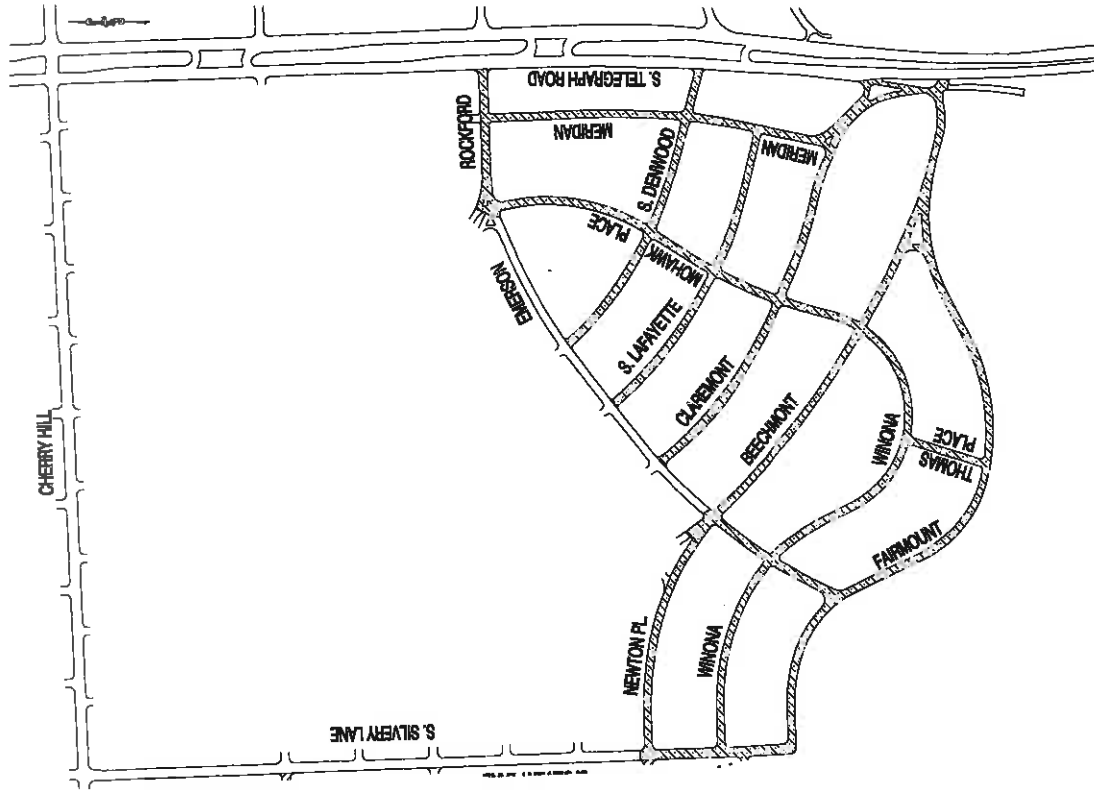 S. TELEGRAPH ROAD
ROCKFORD
MERIDAN
S. DENWOOD
MERIDAN
PLACE
MOHAWK
EMERSON
S. LAFAYETTE
CLAREMONT
BEECHMONT
CHERRY HILL
WINONA
PLACE
THOMAS
FAIRMOUNT
NEWTON PL.
WINONA
S. SILVERY LANE